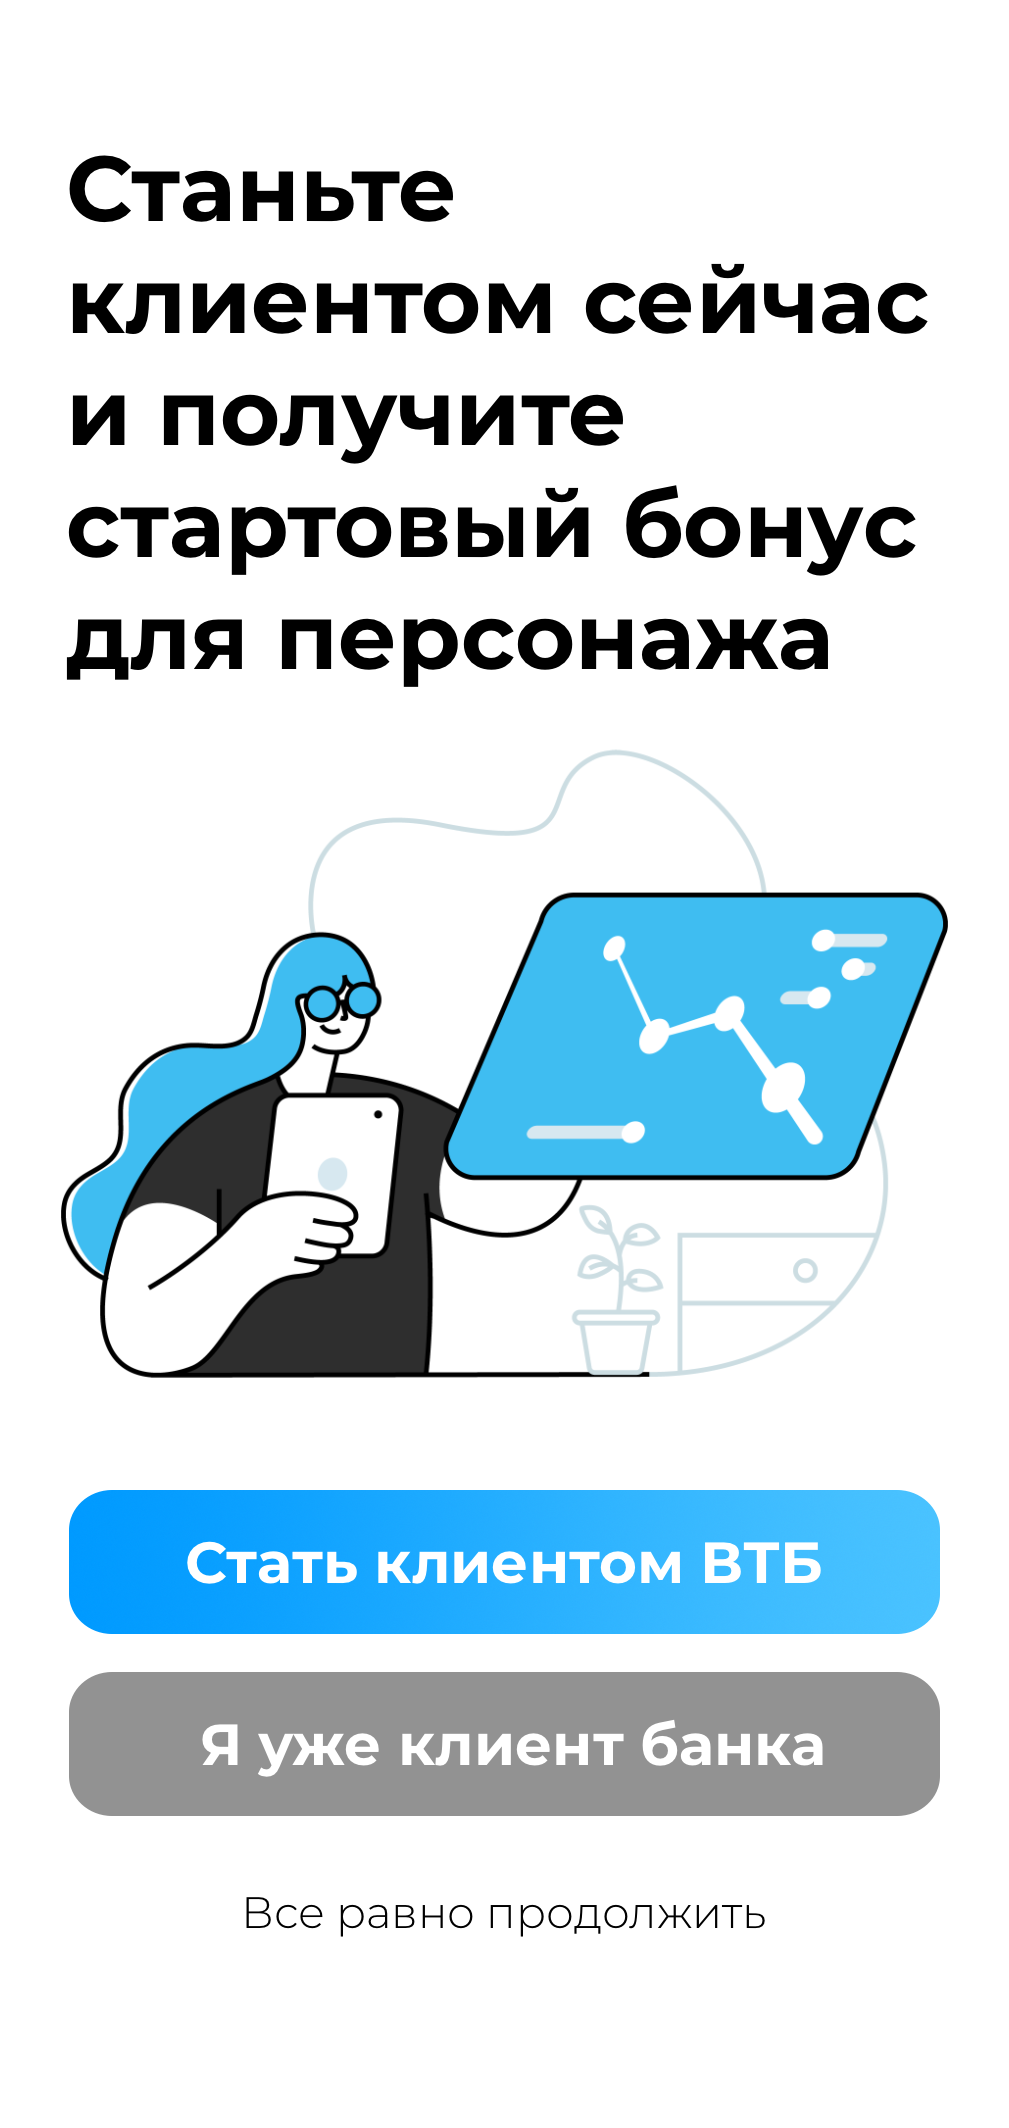 Станьте
клиентом сейчас
и получите
стартовый бонус
для персонажа
Стать клиентом ВТБ
Я уже клиент банка
Все равно продолжить